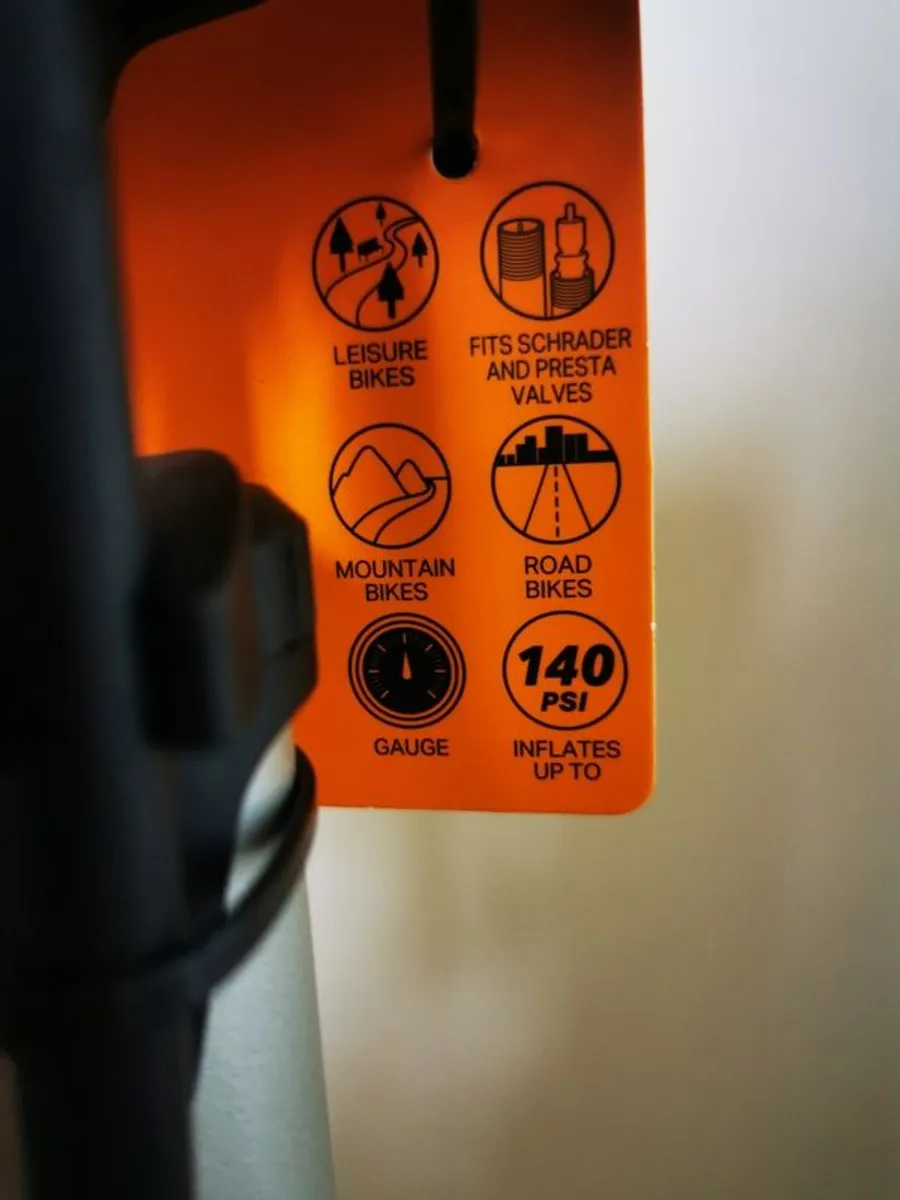 LEISURE
BIKES
FITS SCHRADER
AND PRESTA
VALVES
MOUNTAIN
BIKES
ROAD
BIKES
GAUGE
140
PSI
INFLATES
UP TO